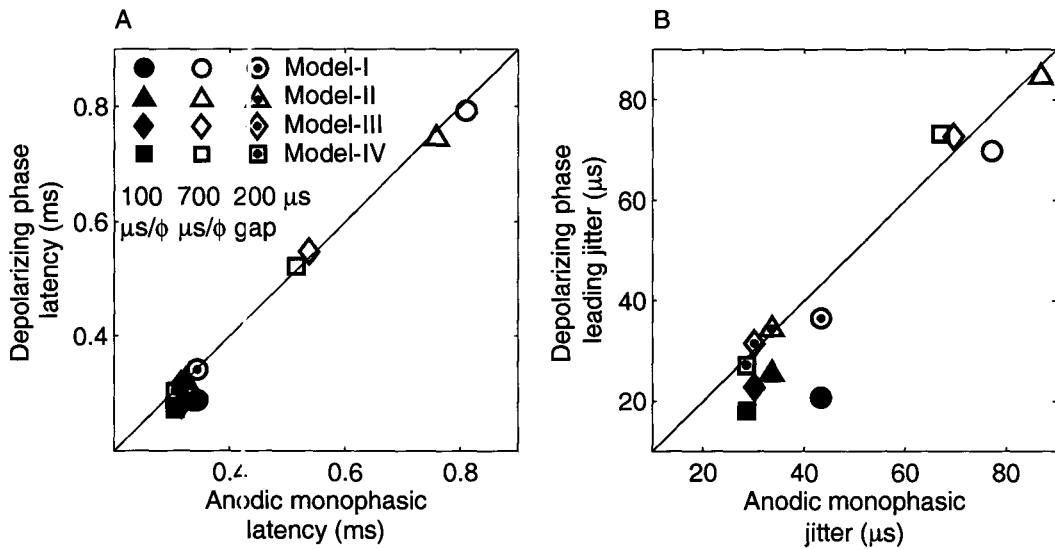 A
Model-I
Model-II
Model-III
Model-IV
100 700 200 μs
μs/ϕ μs/ϕ gap
0.8
0.6
0.4
Depolarizing phase
latency (ms)
0.4 0.6 0.8
Anodic monophasic
latency (ms)
B
80
60
40
20
Depolarizing phase
leading jitter (μs)
20 40 60 80
Anodic monophasic
jitter (μs)